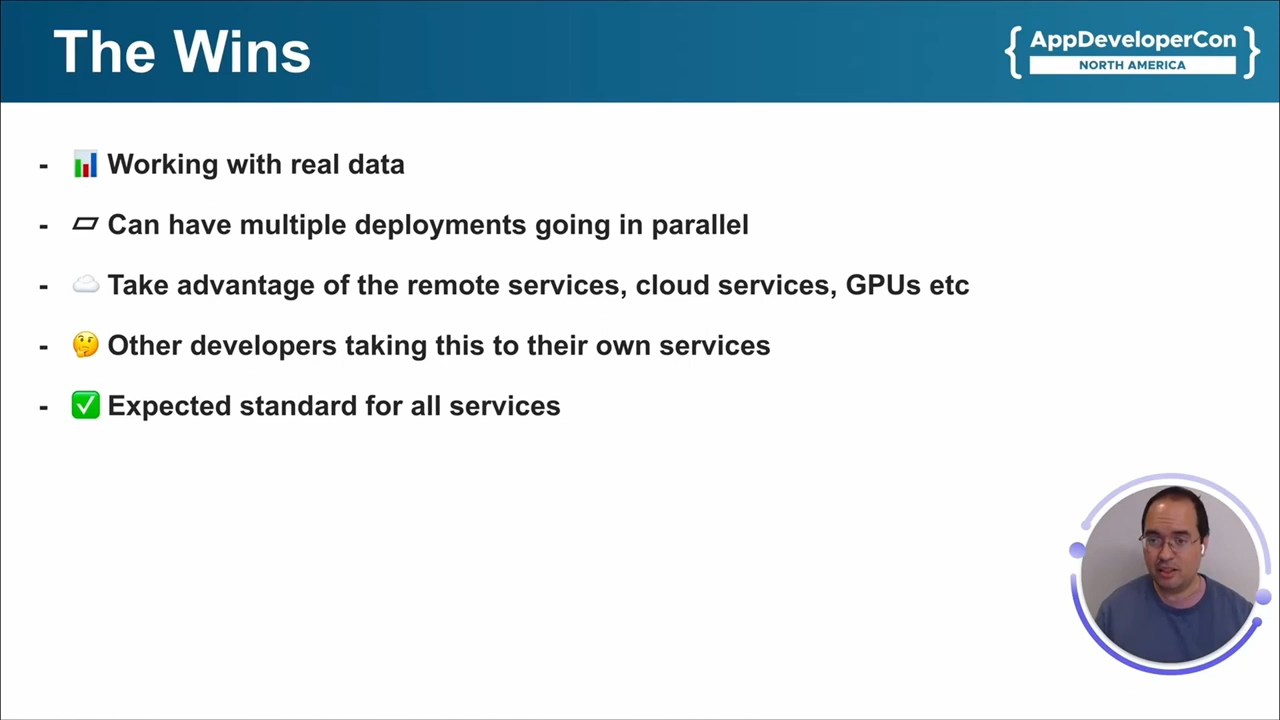 The Wins
{ AppDeveloperCon }
NORTH AMERICA
- 📊 Working with real data
- ▱ Can have multiple deployments going in parallel
- ☁️ Take advantage of the remote services, cloud services, GPUs etc
- 🤔 Other developers taking this to their own services
- ✅ Expected standard for all services